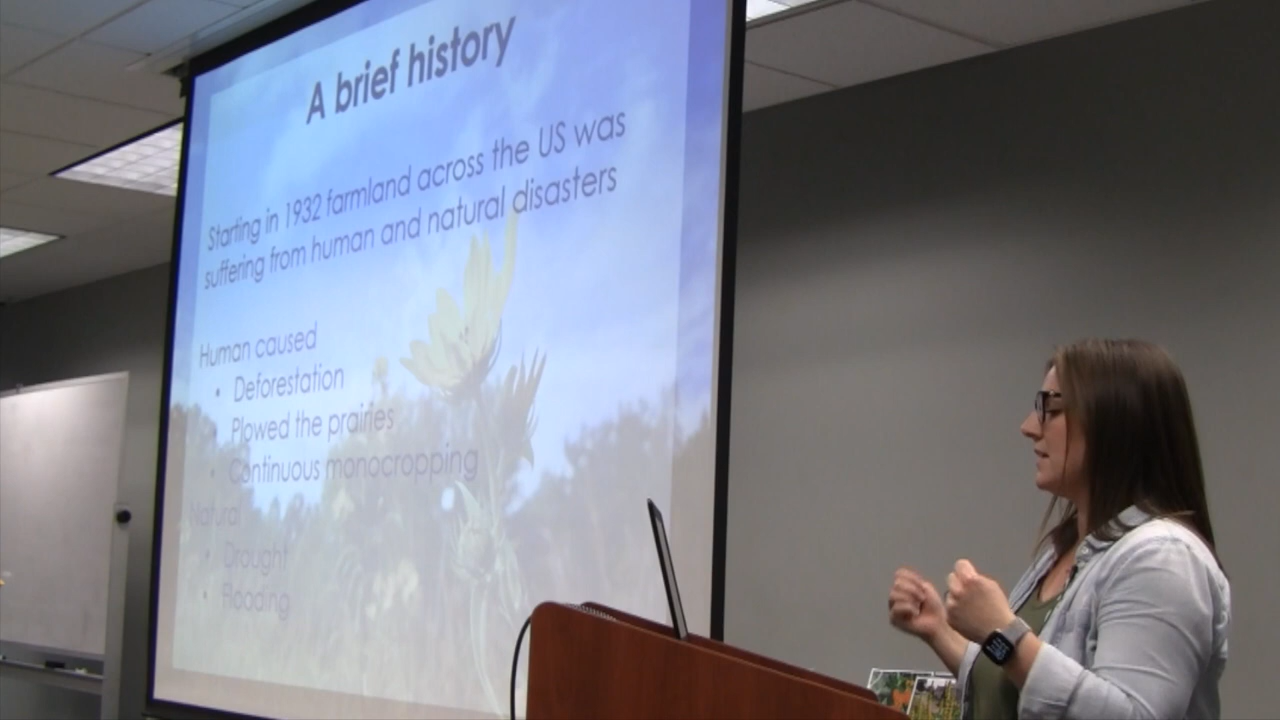 A brief history
Starting in 1932 farmland across the US was
suffering from human and natural disasters
Human caused
• Deforestation
• Plowed the prairies
• Continuous monocropping
Natural
• Drought
• Flooding